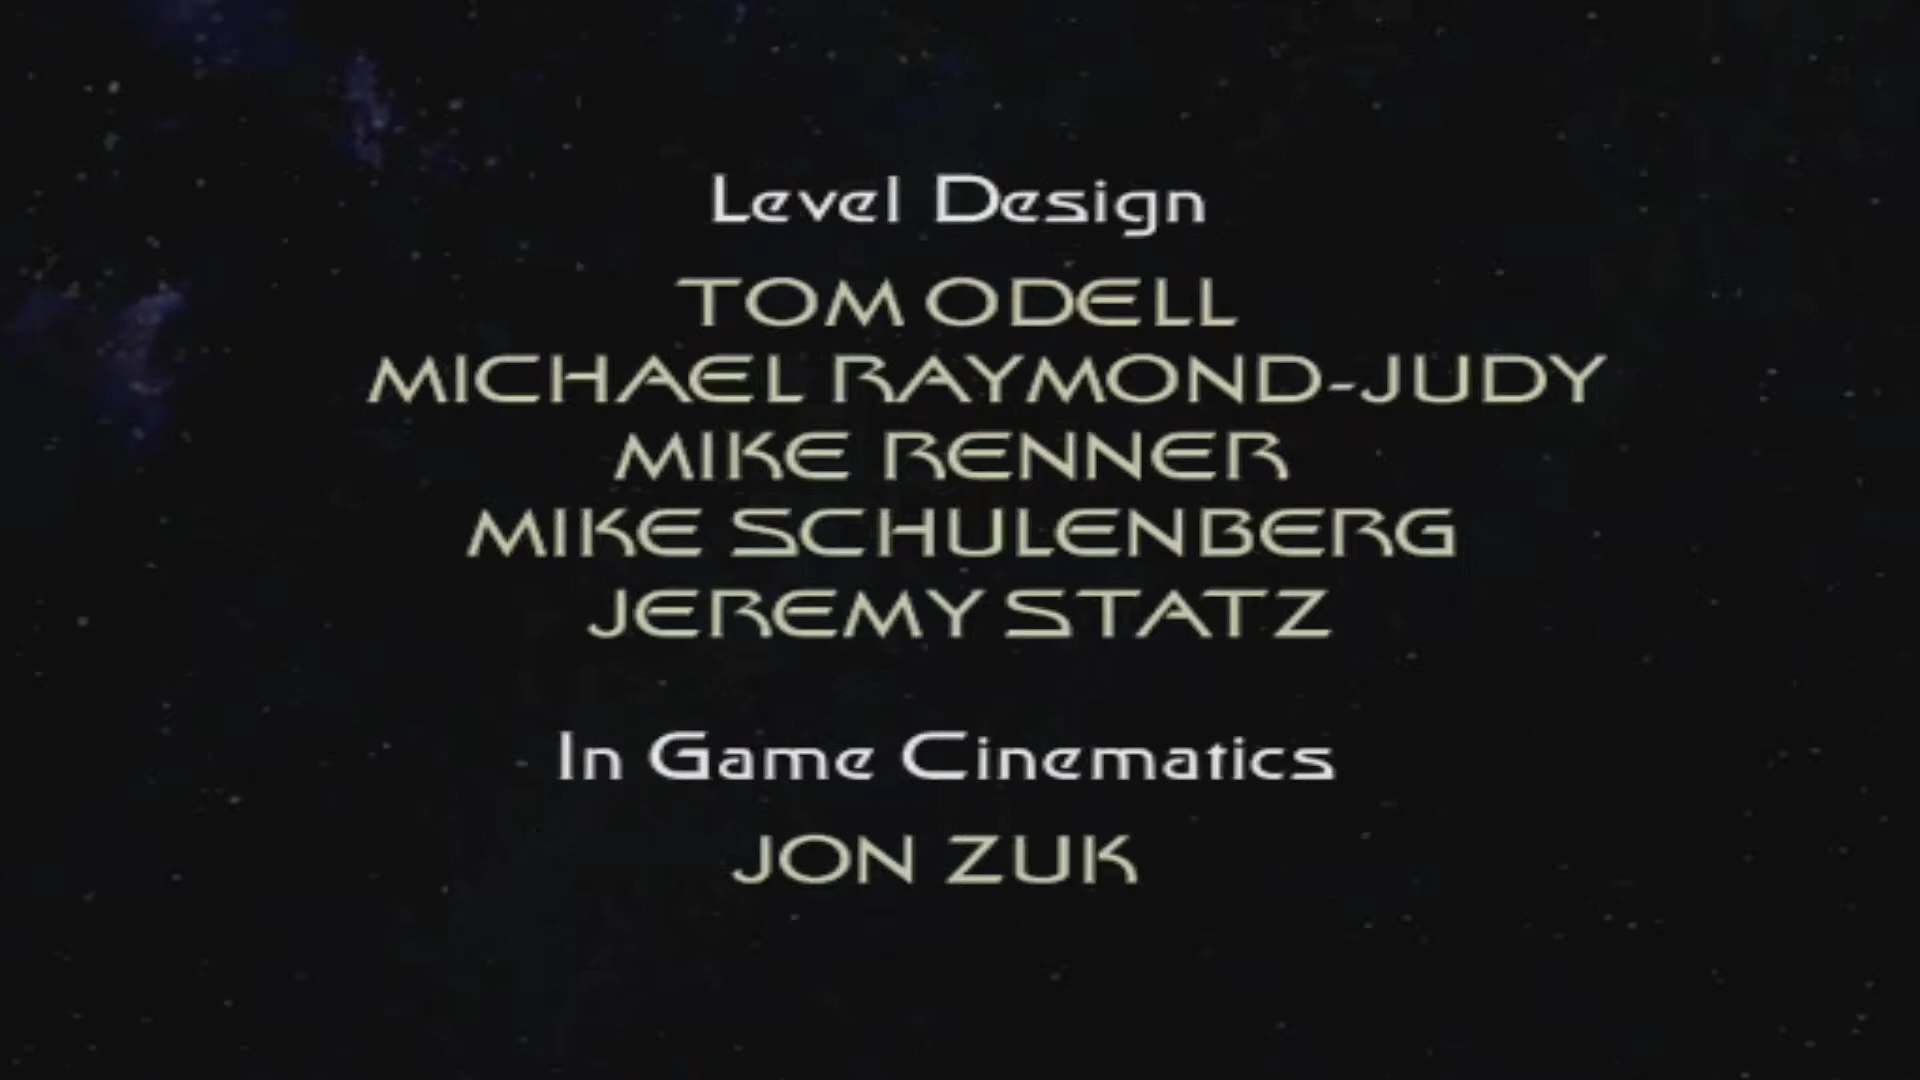 Level Design
TOM ODELL
MICHAEL RAYMOND-JUDY
MIKE RENNER
MIKE SCHULENBERG
JEREMY STATZ
In Game Cinematics
JON ZUK